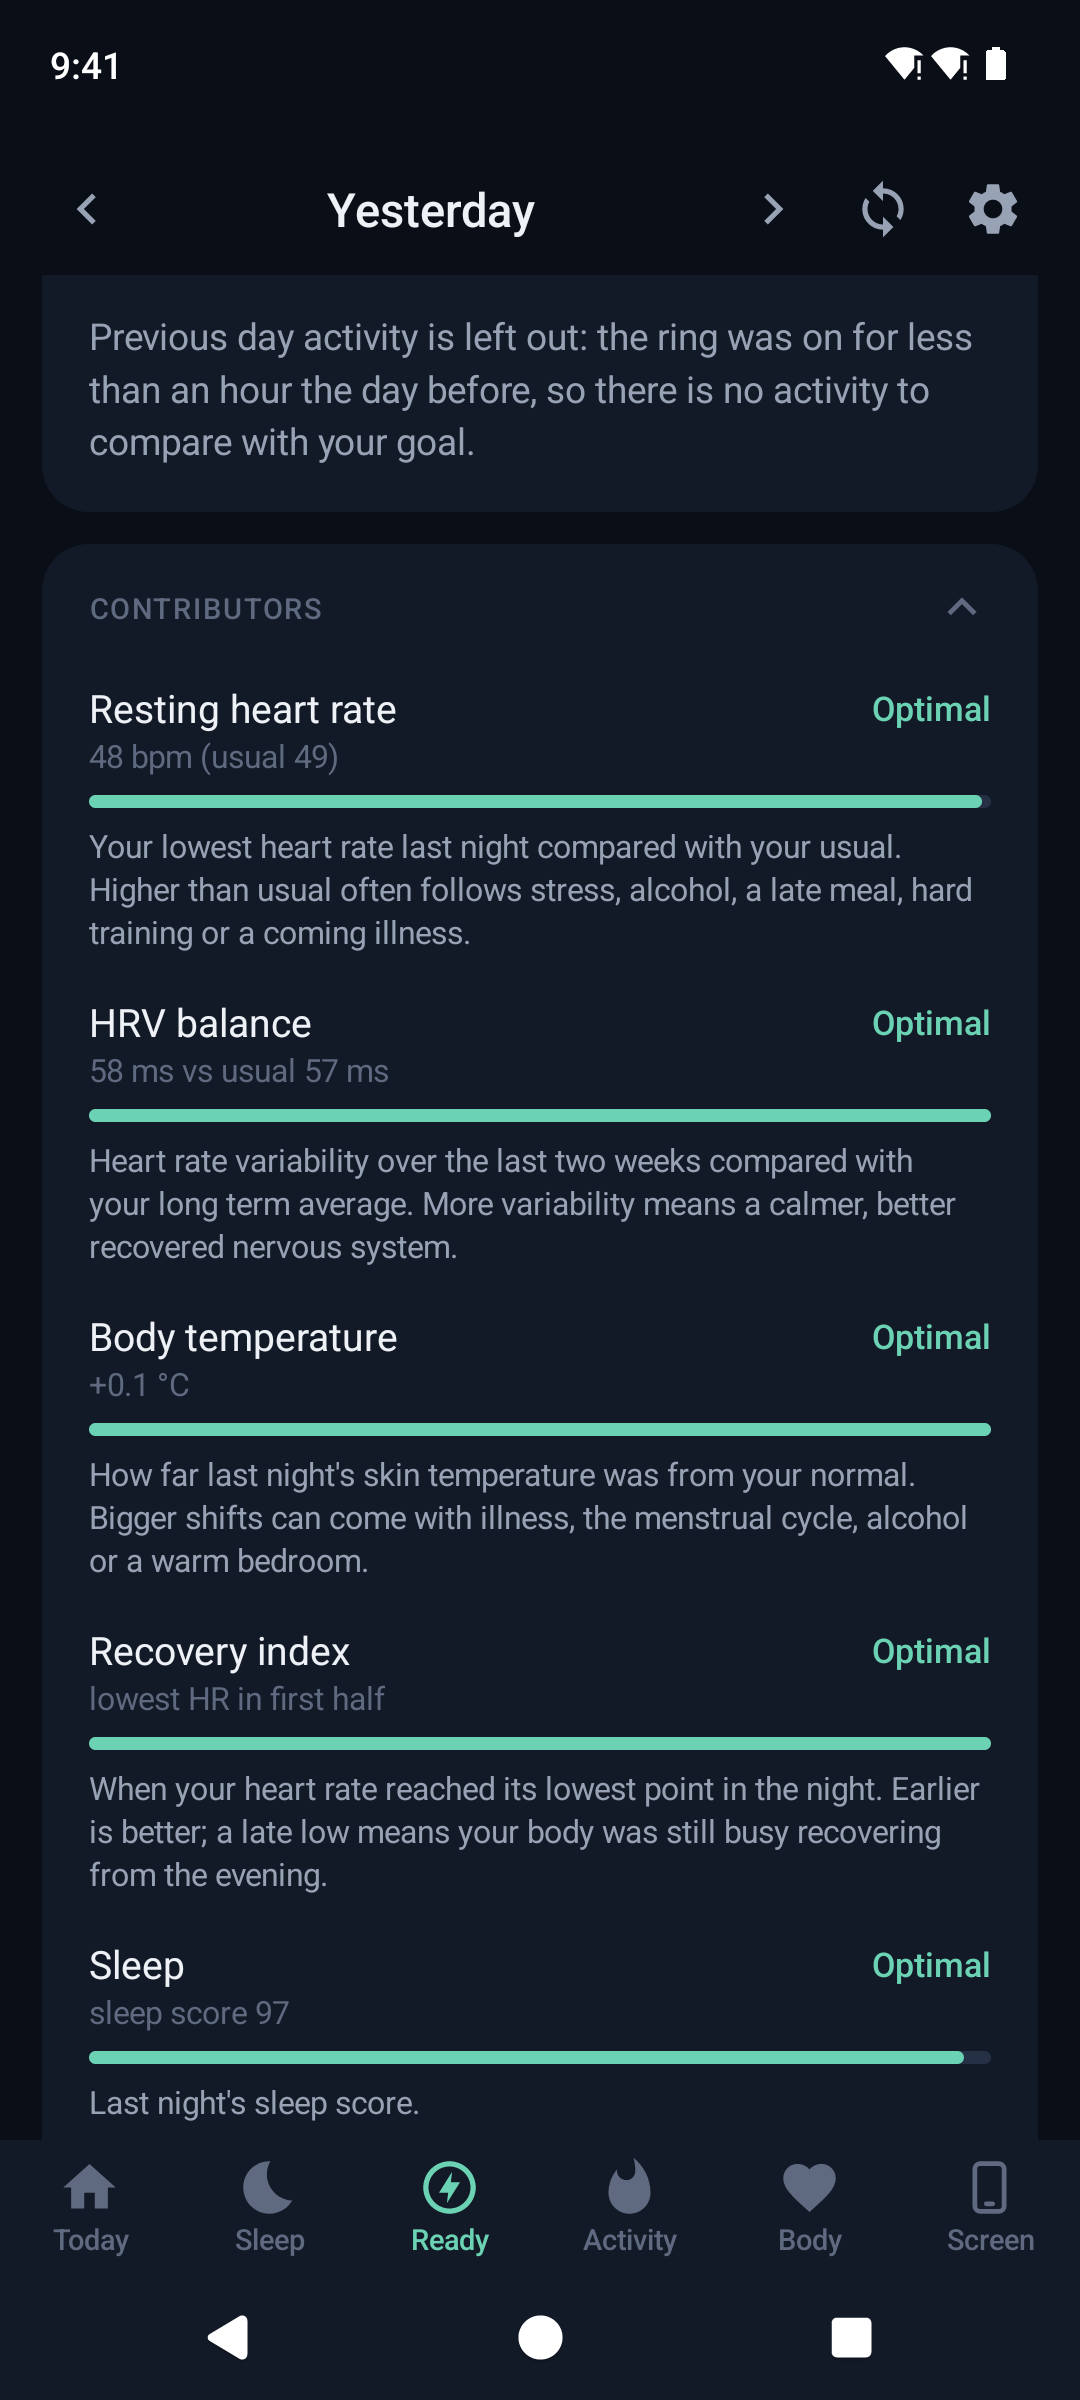 9:41
Yesterday
Previous day activity is left out: the ring was on for less
than an hour the day before, so there is no activity to
compare with your goal.
CONTRIBUTORS
Resting heart rate
Optimal
48 bpm (usual 49)
Your lowest heart rate last night compared with your usual.
Higher than usual often follows stress, alcohol, a late meal, hard
training or a coming illness.
HRV balance
Optimal
58 ms vs usual 57 ms
Heart rate variability over the last two weeks compared with
your long term average. More variability means a calmer, better
recovered nervous system.
Body temperature
Optimal
+0.1 °C
How far last night's skin temperature was from your normal.
Bigger shifts can come with illness, the menstrual cycle, alcohol
or a warm bedroom.
Recovery index
Optimal
lowest HR in first half
When your heart rate reached its lowest point in the night. Earlier
is better; a late low means your body was still busy recovering
from the evening.
Sleep
Optimal
sleep score 97
Last night's sleep score.
Today
Sleep
Ready
Activity
Body
Screen